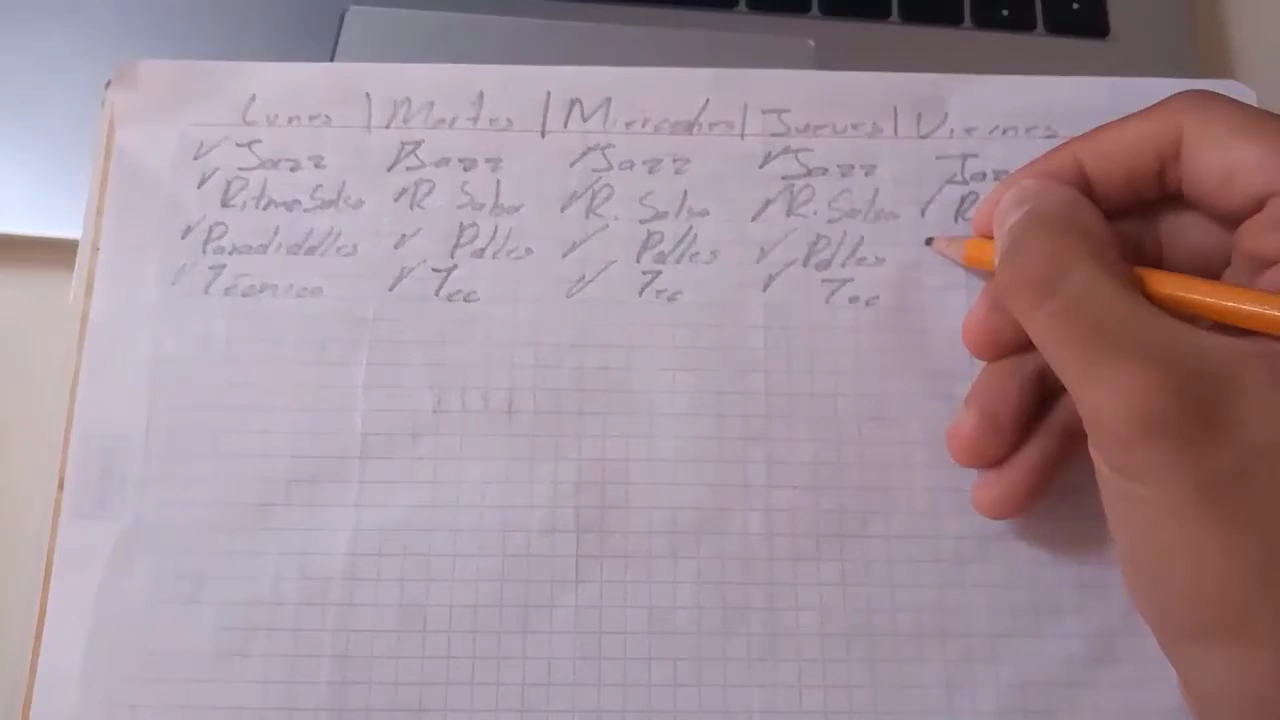 Lunes | Martes | Miercoles | Jueves | Viernes
✓ Jazz ✓ Jazz ✓ Jazz ✓ Jazz Jaz
✓ Ritmo Salsa ✓ R. Salsa ✓ R. Salsa ✓ R. Salsa ✓ R
✓ Paradiddles ✓ Pdlles ✓ Pdlles ✓ Pdlles
✓ Técnica ✓ Tec ✓ Tec ✓ Tec